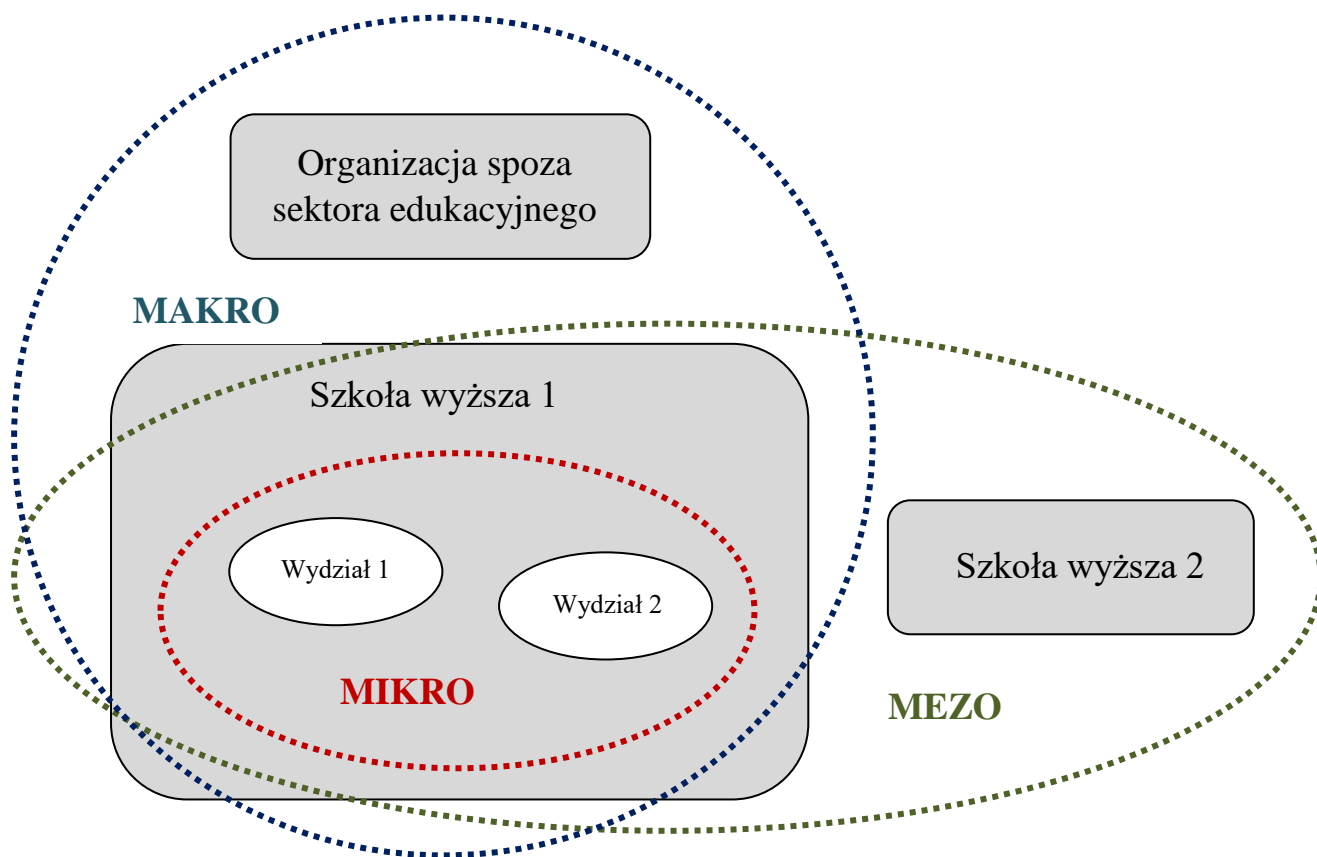 Organizacja spoza
sektora edukacyjnego
MAKRO
Szkoła wyższa 1
Wydział 1
Wydział 2
Szkoła wyższa 2
MIKRO
MEZO